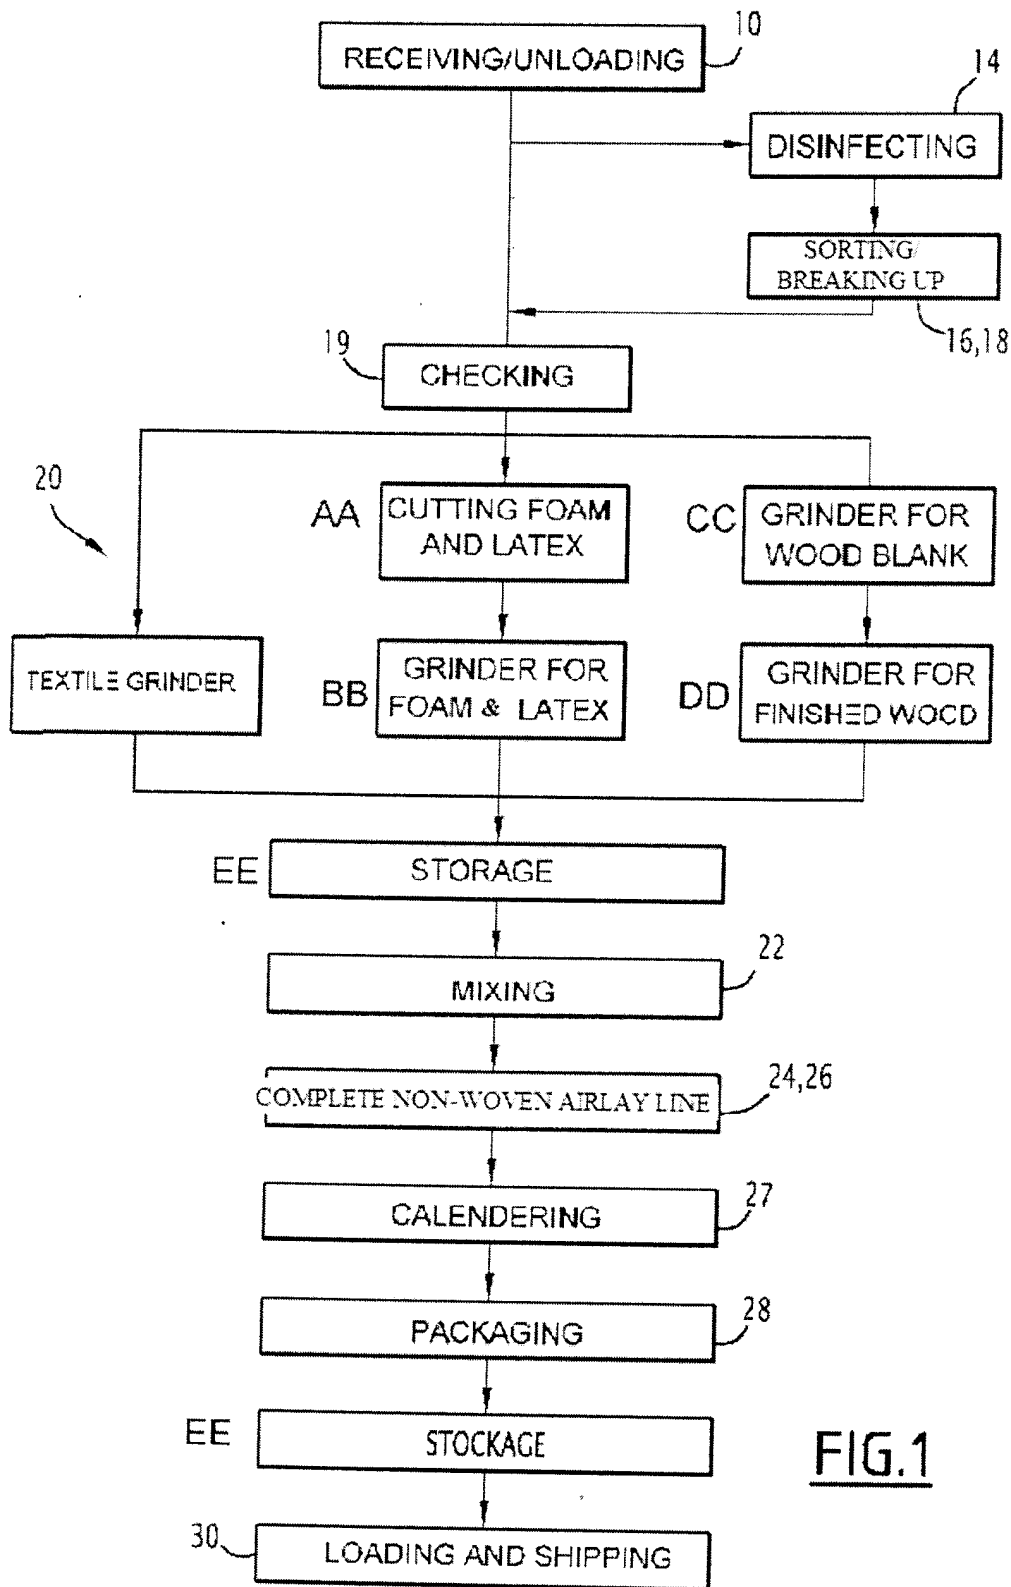 10
RECEIVING/UNLOADING
14
DISINFECTING
SORTING/
BREAKING UP
16,18
19
CHECKING
20
AA
CUTTING FOAM
AND LATEX
CC
GRINDER FOR
WOOD BLANK
TEXTILE GRINDER
BB
GRINDER FOR
FOAM & LATEX
DD
GRINDER FOR
FINISHED WOOD
EE
STORAGE
22
MIXING
24,26
COMPLETE NON-WOVEN AIRLAY LINE
27
CALENDERING
28
PACKAGING
EE
STOCKAGE
FIG.1
30
LOADING AND SHIPPING